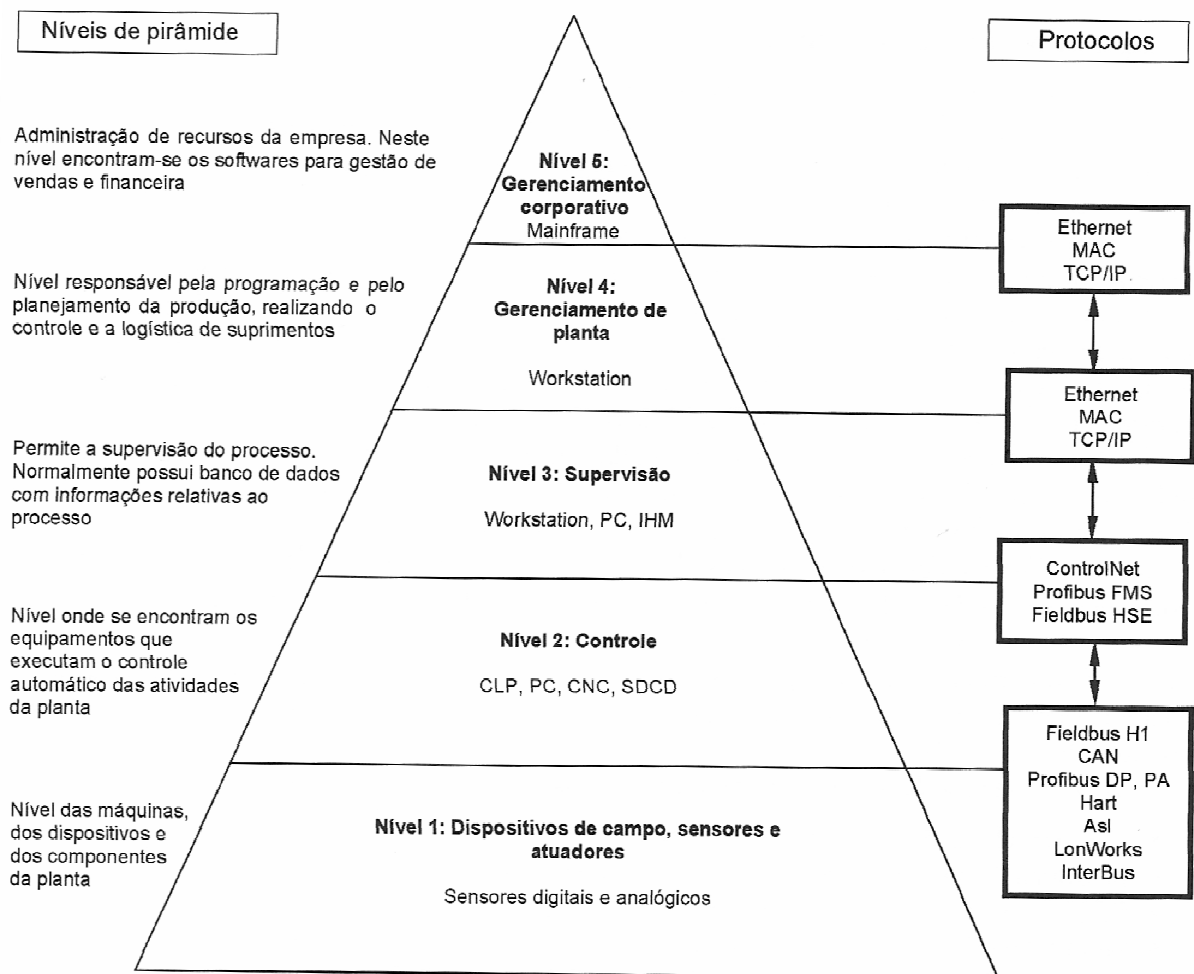 Níveis de pirâmide
Protocolos
Administração de recursos da empresa. Neste
nível encontram-se os softwares para gestão de
vendas e financeira
Nível 5:
Gerenciamento
corporativo
Mainframe
Ethernet
MAC
TCP/IP
Nível responsável pela programação e pelo
planejamento da produção, realizando o
controle e a logística de suprimentos
Nível 4:
Gerenciamento de
planta
Workstation
Ethernet
MAC
TCP/IP
Permite a supervisão do processo.
Normalmente possui banco de dados
com informações relativas ao
processo
Nível 3: Supervisão
Workstation, PC, IHM
ControlNet
Profibus FMS
Fieldbus HSE
Nível onde se encontram os
equipamentos que
executam o controle
automático das atividades
da planta
Nível 2: Controle
CLP, PC, CNC, SDCD
Fieldbus H1
CAN
Profibus DP, PA
Hart
AsI
LonWorks
InterBus
Nível das máquinas,
dos dispositivos e
dos componentes
da planta
Nível 1: Dispositivos de campo, sensores e
atuadores
Sensores digitais e analógicos